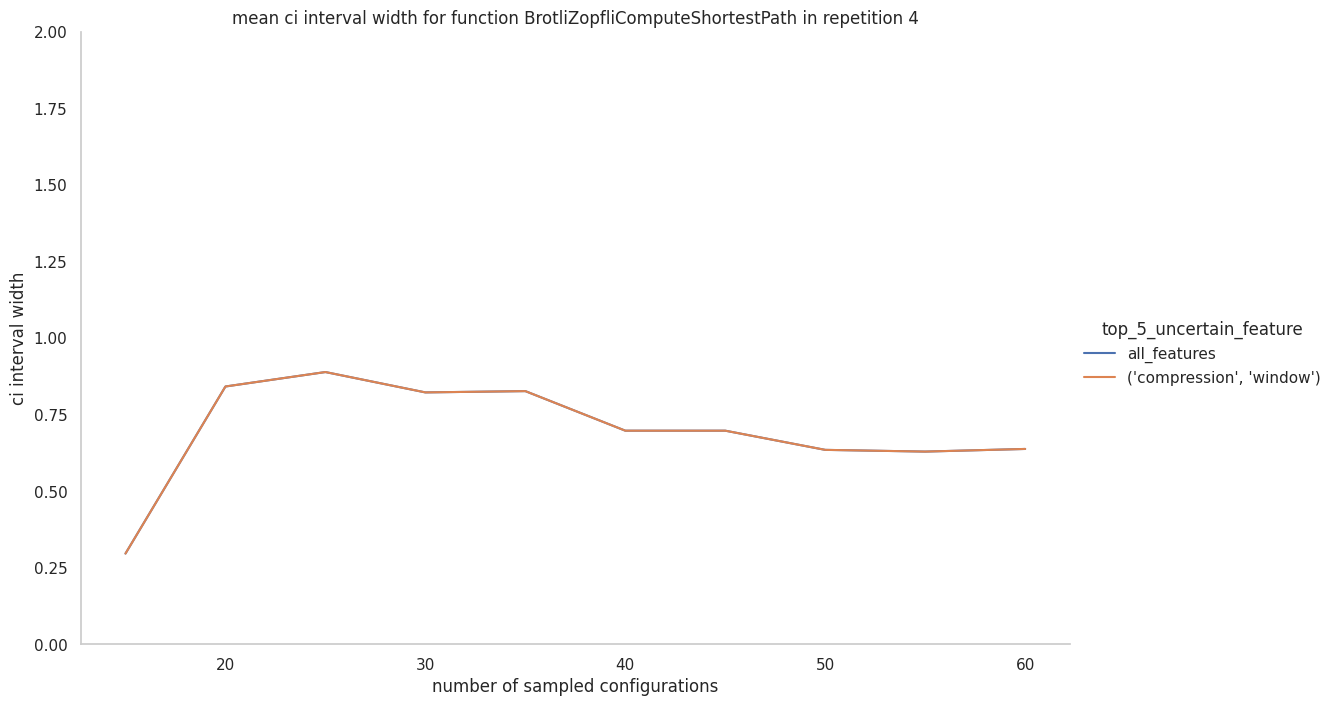 mean ci interval width for function BrotliZopfliComputeShortestPath in repetition 4
2.00
1.75
1.50
1.25
1.00
0.75
0.50
0.25
0.00
ci interval width
20 30 40 50 60
number of sampled configurations
top_5_uncertain_feature
all_features
('compression', 'window')